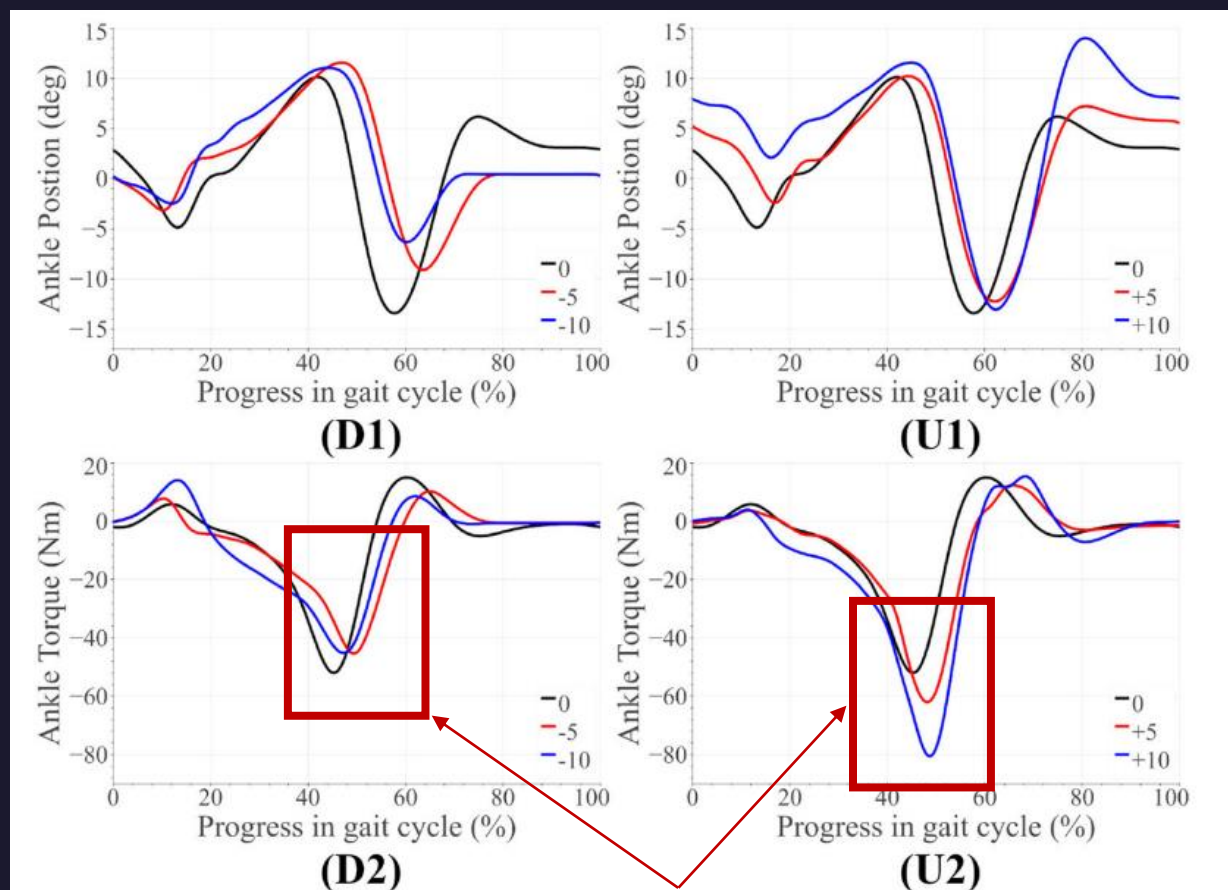 15
10
5
0
−5
−10
−15
Ankle Postion (deg)
0
-5
-10
0 20 40 60 80 100
Progress in gait cycle (%)
(D1)
15
10
5
0
−5
−10
−15
Ankle Postion (deg)
0
+5
+10
0 20 40 60 80 100
Progress in gait cycle (%)
(U1)
20
0
−20
−40
−60
−80
Ankle Torque (Nm)
0
-5
-10
0 20 40 60 80 100
Progress in gait cycle (%)
(D2)
20
0
−20
−40
−60
−80
Ankle Torque (Nm)
0
+5
+10
0 20 40 60 80 100
Progress in gait cycle (%)
(U2)